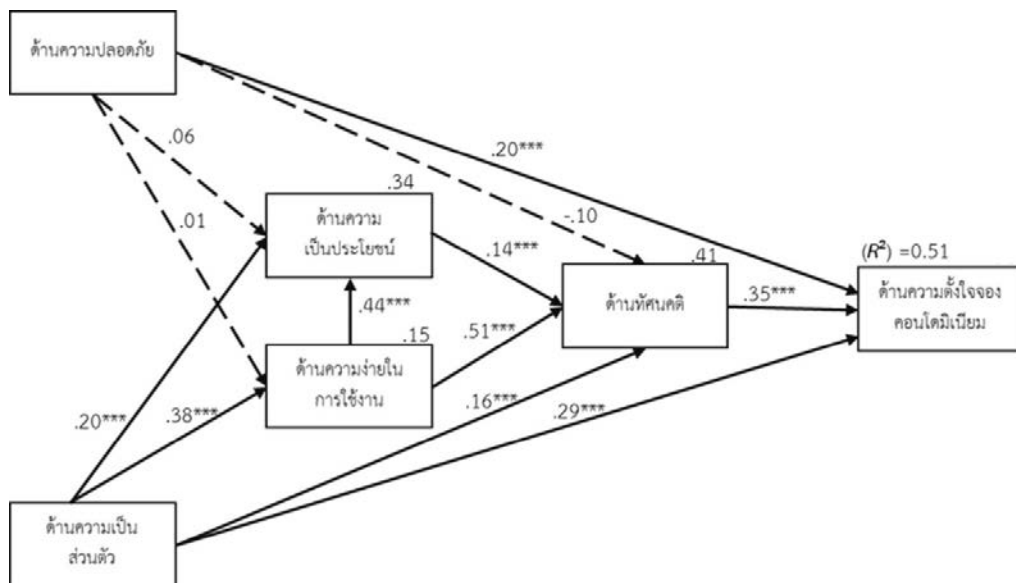 ด้านความปลอดภัย
.06
.20***
.34
.01
ด้านความ
เป็นประโยชน์
-.10
.14***
.41
(R²) =0.51
ด้านทัศนคติ
.35***
ด้านความตั้งใจจอง
คอนโดมิเนียม
.44***
.15
.51***
ด้านความง่ายใน
การใช้งาน
.20***
.38***
.16***
.29***
ด้านความเป็น
ส่วนตัว